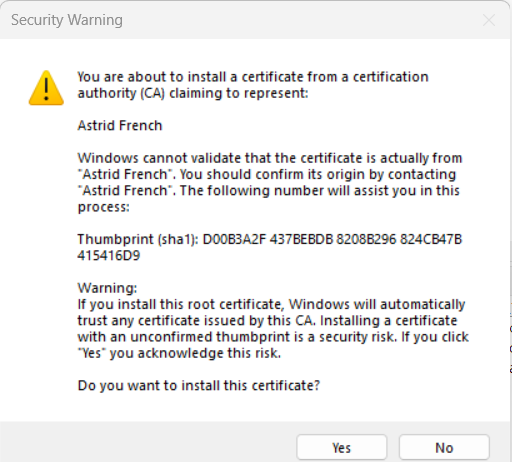 Security Warning
You are about to install a certificate from a certification
authority (CA) claiming to represent:
Astrid French
Windows cannot validate that the certificate is actually from
"Astrid French". You should confirm its origin by contacting
"Astrid French". The following number will assist you in this
process:
Thumbprint (sha1): D00B3A2F 437BEBDB 8208B296 824CB47B
415416D9
Warning:
If you install this root certificate, Windows will automatically
trust any certificate issued by this CA. Installing a certificate
with an unconfirmed thumbprint is a security risk. If you click
"Yes" you acknowledge this risk.
Do you want to install this certificate?
Yes No